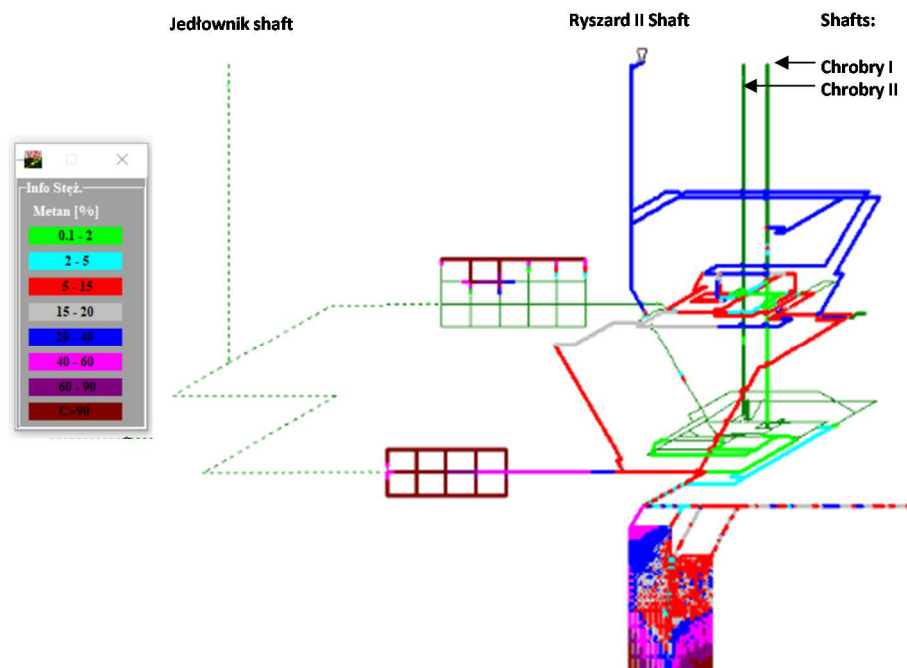 Jedłownik shaft
Ryszard II Shaft
Shafts:
Chrobry I
Chrobry II
Info Stęż.
Metan [%]
0.1 - 2
2 - 5
5 - 15
15 - 20
20 - 40
40 - 60
60 - 90
C>90